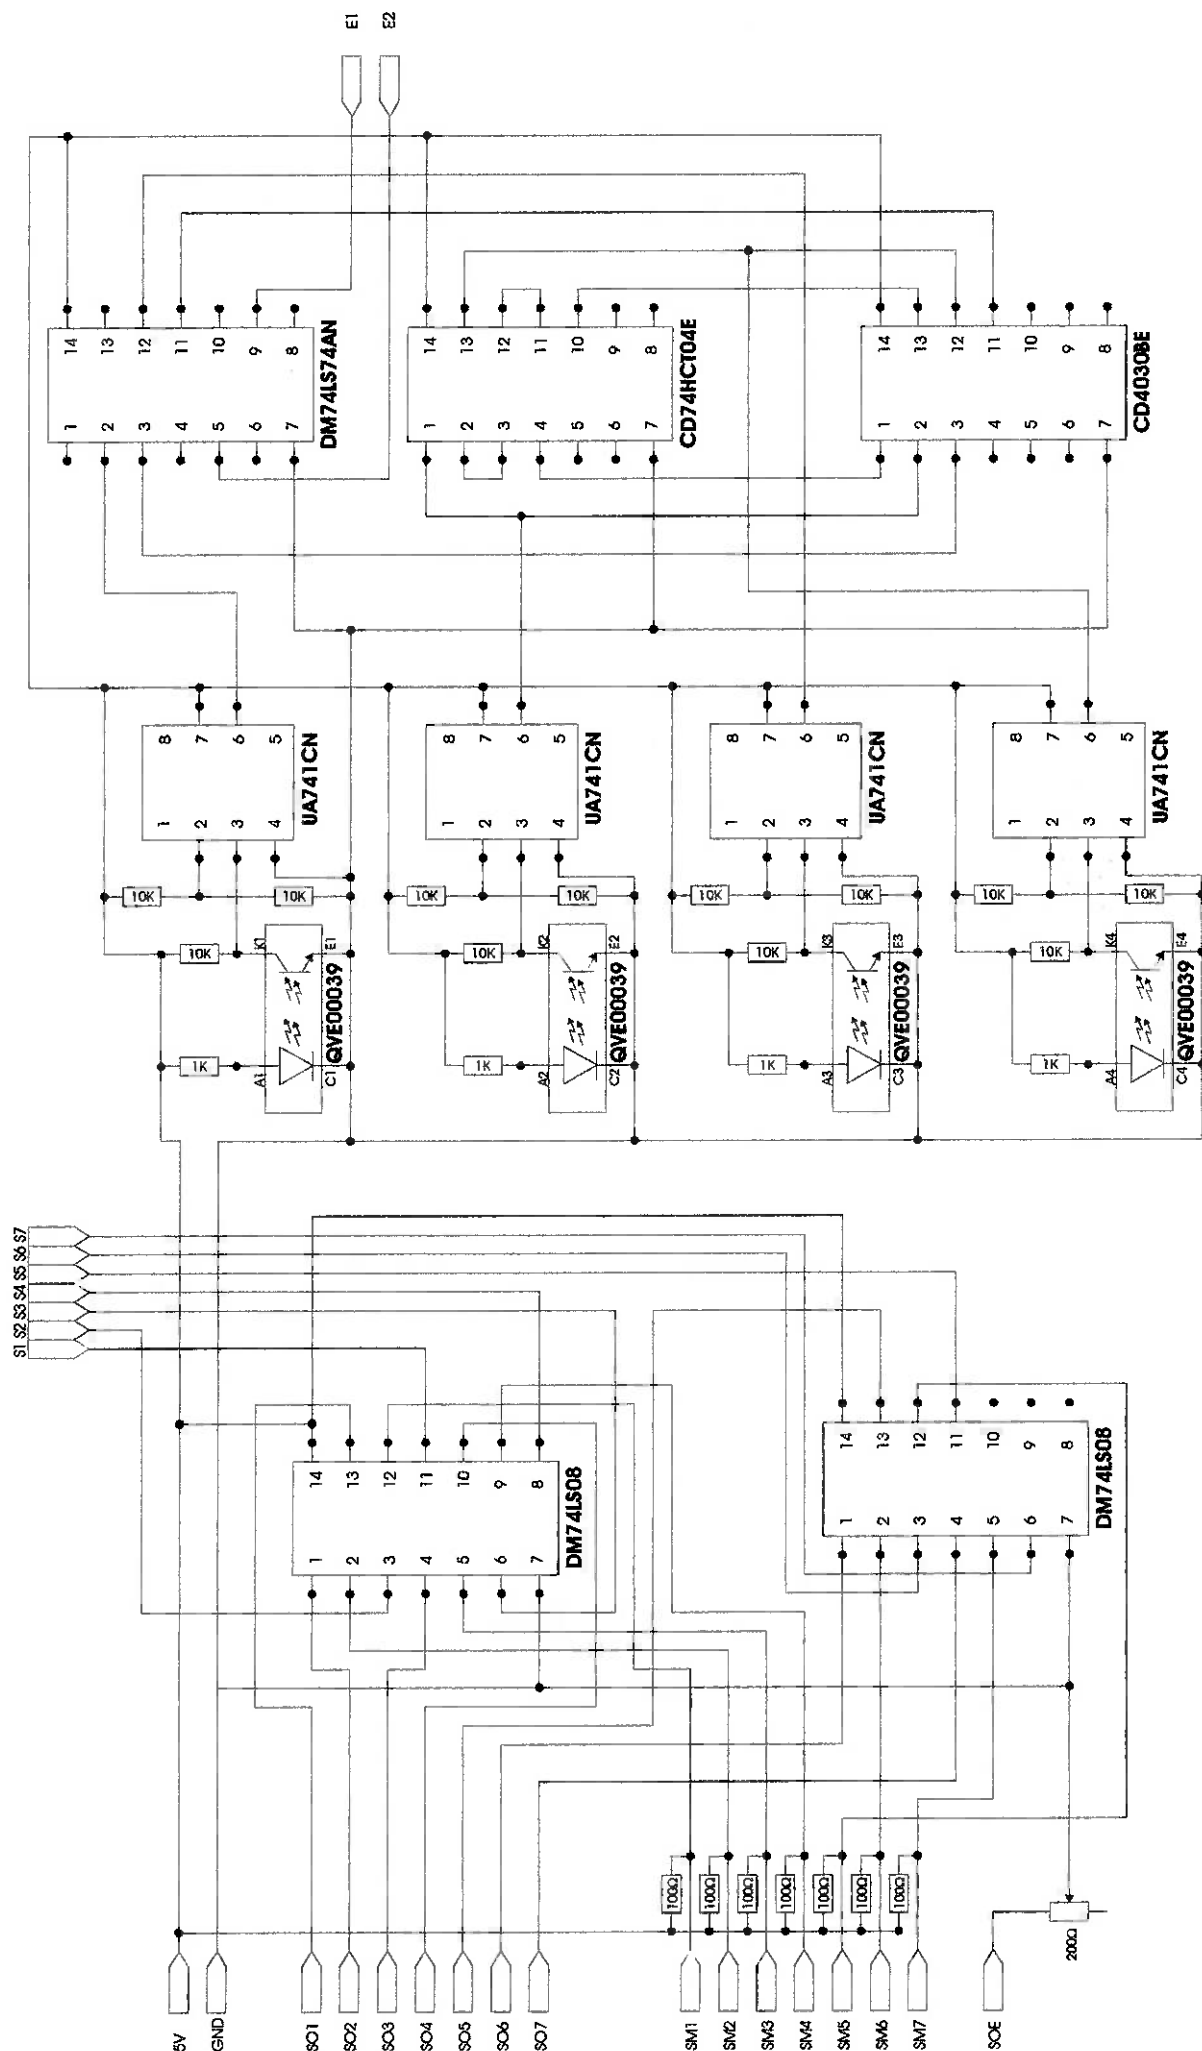 E1
E2
14 13 12 11 10 9 8
1 2 3 4 5 6 7
DM74LS74AN
14 13 12 11 10 9 8
1 2 3 4 5 6 7
CD74HCT04E
14 13 12 11 10 9 8
1 2 3 4 5 6 7
CD4030BE
8 7 6 5
1 2 3 4
UA741CN
8 7 6 5
1 2 3 4
UA741CN
8 7 6 5
1 2 3 4
UA741CN
8 7 6 5
1 2 3 4
UA741CN
10K
10K
10K
10K
10K
10K
10K
10K
10K
K1
E1
10K
K2
E2
10K
K3
E3
10K
K4
E4
QVE00039
QVE00039
QVE00039
QVE00039
1K
A1
C1
1K
A2
C2
1K
A3
C3
1K
A4
C4
S1 S2 S3 S4 S5 S6 S7
14 13 12 11 10 9 8
1 2 3 4 5 6 7
DM74LS08
14 13 12 11 10 9 8
1 2 3 4 5 6 7
DM74LS08
100Ω
100Ω
100Ω
100Ω
100Ω
100Ω
100Ω
200Ω
5V
GND
SO1
SO2
SO3
SO4
SO5
SO6
SO7
SM1
SM2
SM3
SM4
SM5
SM6
SM7
SOE